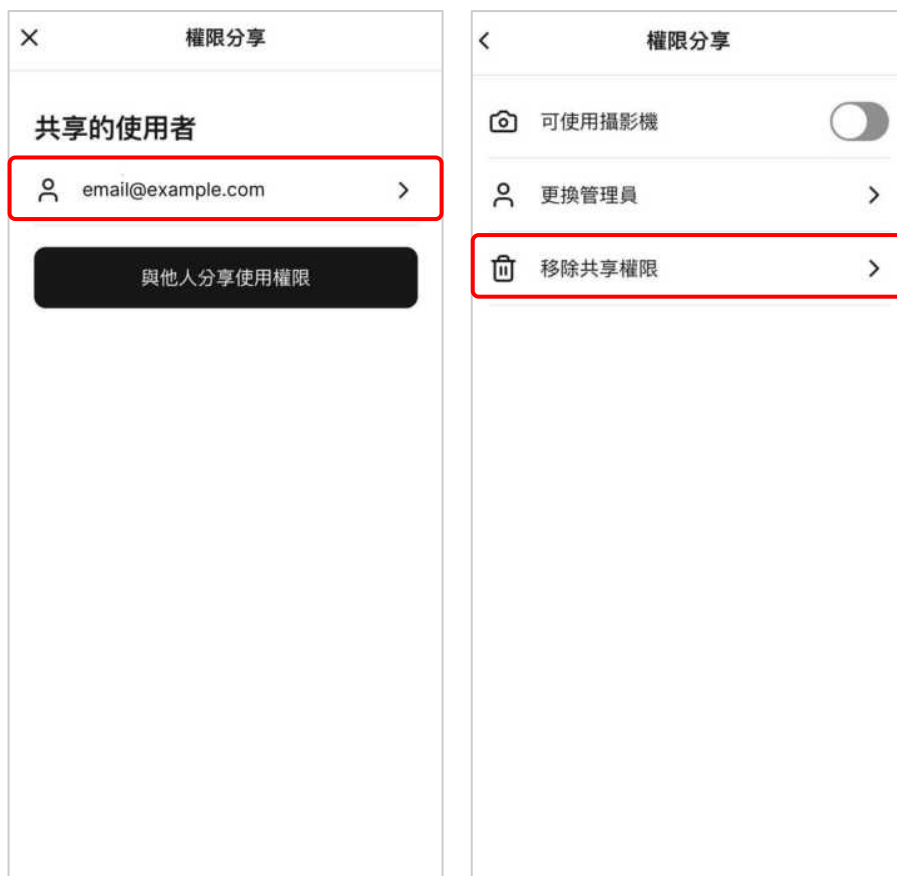 權限分享
共享的使用者
email@example.com
與他人分享使用權限
權限分享
可使用攝影機
更換管理員
移除共享權限